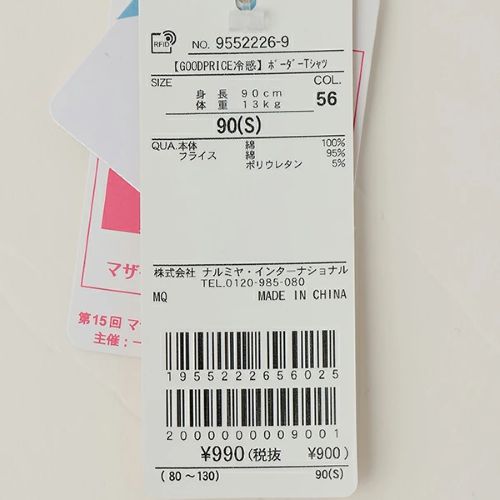 RFID
NO. 9552226-9
【GOODPRICE冷感】ボーダーTシャツ
SIZE COL.
身 長 90cm
体 重 13kg 56
90(S)
QUA.本体 綿 100%
フライス 綿 95%
ポリウレタン 5%
株式会社 ナルミヤ・インターナショナル
TEL.0120-985-080
MQ MADE IN CHINA
1955222656025
2000000009001
¥990(税抜 ¥900)
(80〜130) 90(S)
マザ
第15回 マ
主催:一